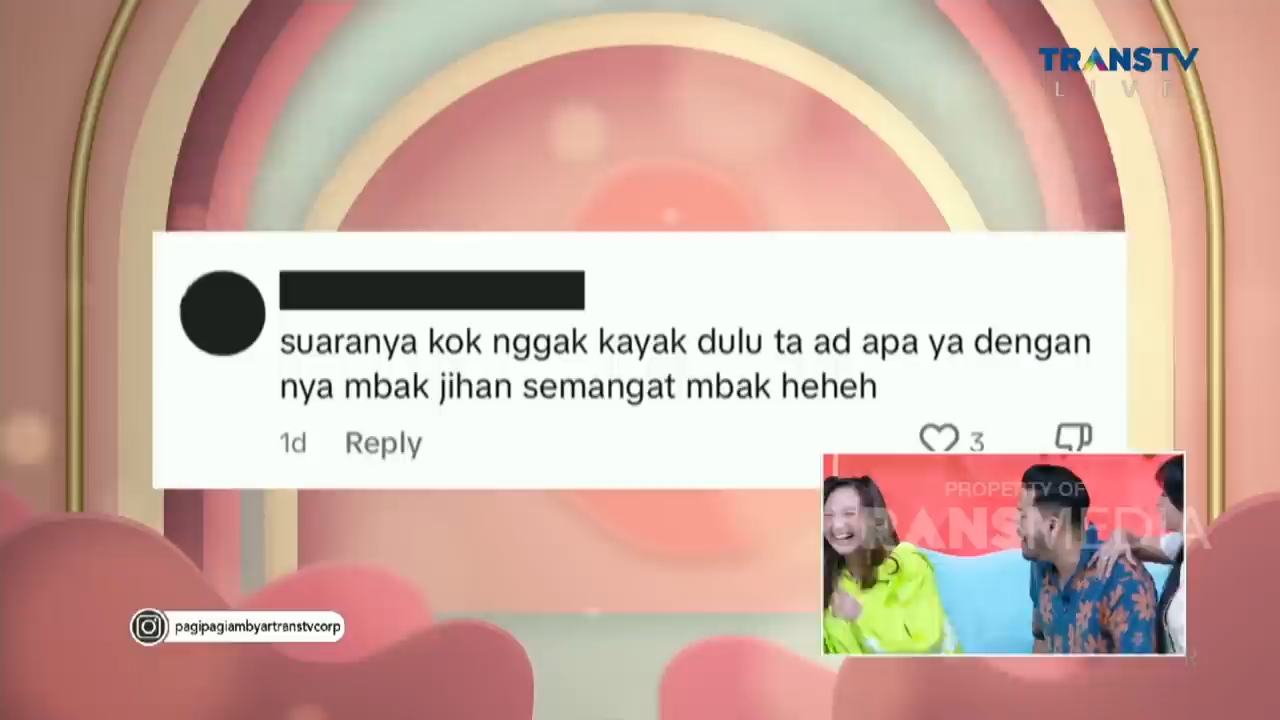 TRANSTV
LIVE
suaranya kok nggak kayak dulu ta ad apa ya dengan
nya mbak jihan semangat mbak heheh
1d Reply 3
PROPERTY OF
TRANSMEDIA
pagipagiambyartranstvcorp